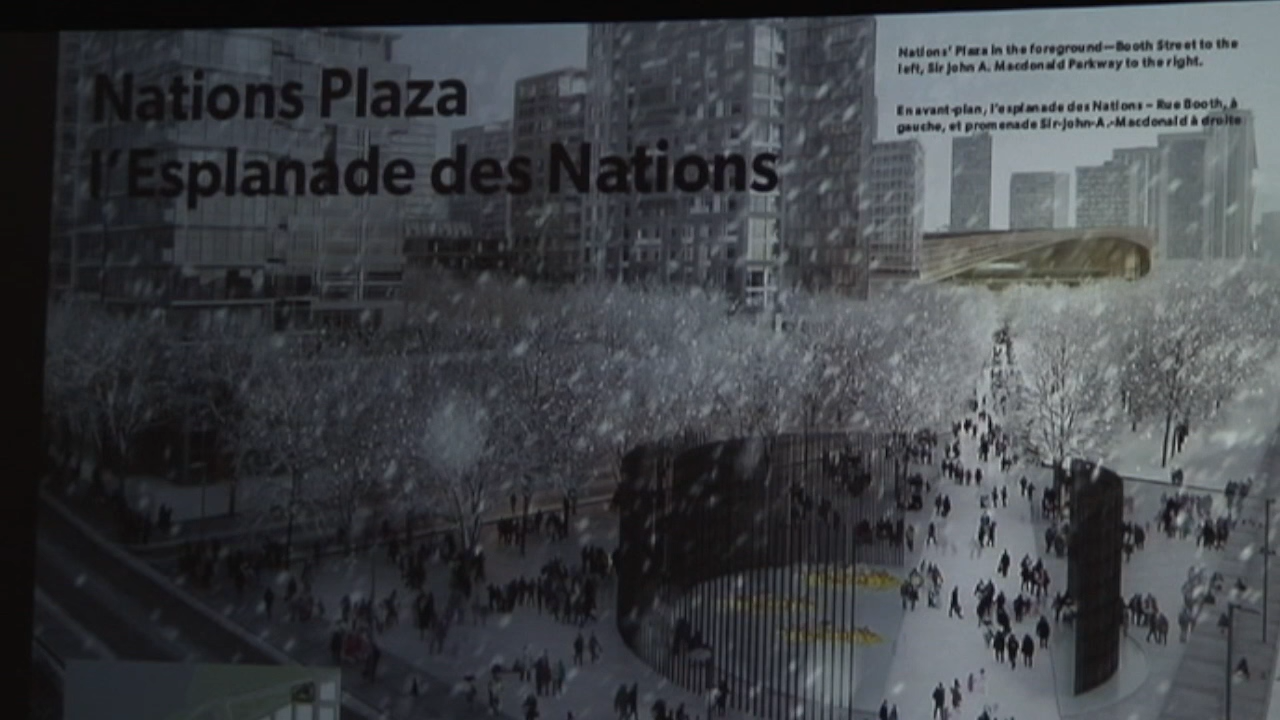 Nations Plaza
l'Esplanade des Nations
Nations' Plaza in the foreground—Booth Street to the
left, Sir John A. Macdonald Parkway to the right.
En avant-plan, l'esplanade des Nations – Rue Booth, à
gauche, et promenade Sir-John-A.-Macdonald à droite